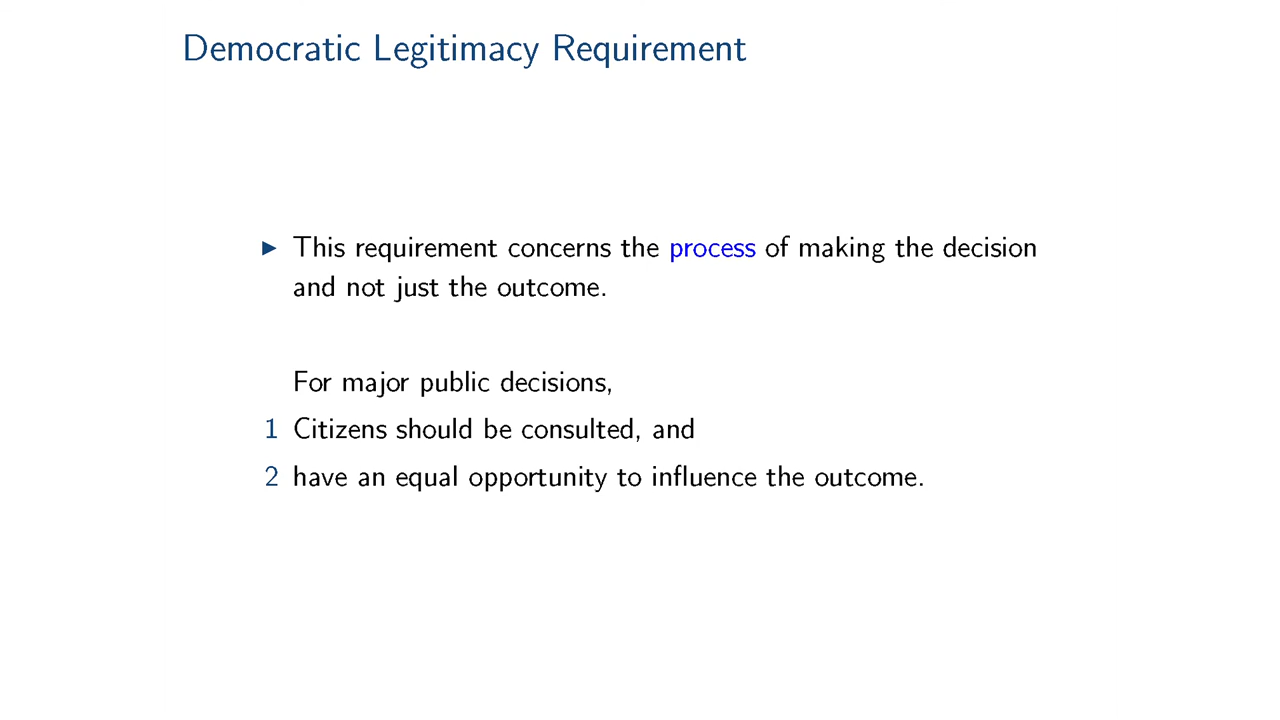 Democratic Legitimacy Requirement
▶ This requirement concerns the process of making the decision
and not just the outcome.
For major public decisions,
1 Citizens should be consulted, and
2 have an equal opportunity to influence the outcome.